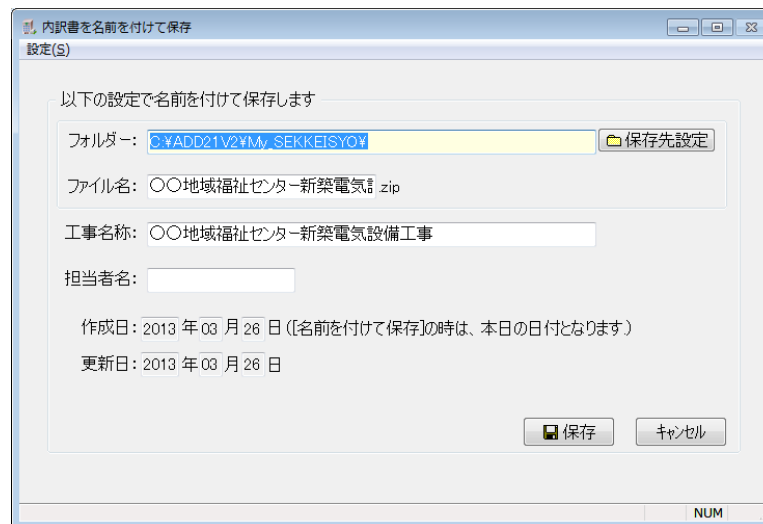 内訳書を名前を付けて保存
設定(S)
以下の設定で名前を付けて保存します
フォルダー: C:¥ADD21V2¥My_SEKKEISYO¥ 保存先設定
ファイル名: 〇〇地域福祉センター新築電気 .zip
工事名称: 〇〇地域福祉センター新築電気設備工事
担当者名:
作成日: 2013 年 03 月 26 日 ([名前を付けて保存]の時は、本日の日付となります)
更新日: 2013 年 03 月 26 日
保存 キャンセル
NUM